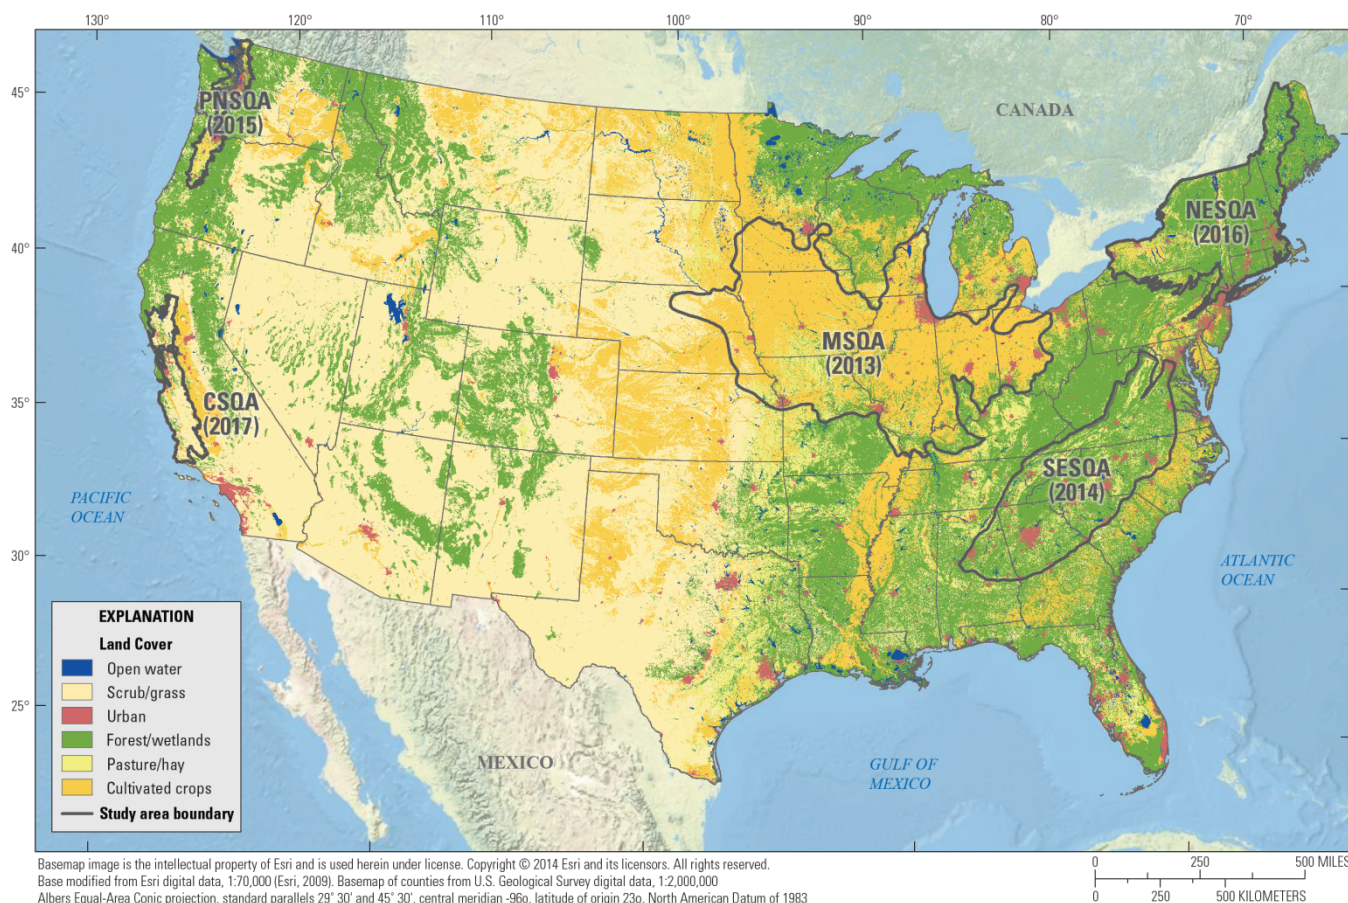 130°
120°
110°
100°
90°
80°
70°
45°
40°
35°
30°
25°
CANADA
PNSQA
(2015)
NESQA
(2016)
MSQA
(2013)
CSQA
(2017)
SESQA
(2014)
PACIFIC
OCEAN
ATLANTIC
OCEAN
MEXICO
GULF OF
MEXICO
EXPLANATION
Land Cover
Open water
Scrub/grass
Urban
Forest/wetlands
Pasture/hay
Cultivated crops
Study area boundary
0 250 500 MILES
0 250 500 KILOMETERS
Basemap image is the intellectual property of Esri and is used herein under license. Copyright © 2014 Esri and its licensors. All rights reserved.
Base modified from Esri digital data, 1:70,000 (Esri, 2009). Basemap of counties from U.S. Geological Survey digital data, 1:2,000,000
Albers Equal-Area Conic projection, standard parallels 29° 30' and 45° 30', central meridian -96o, latitude of origin 23o, North American Datum of 1983